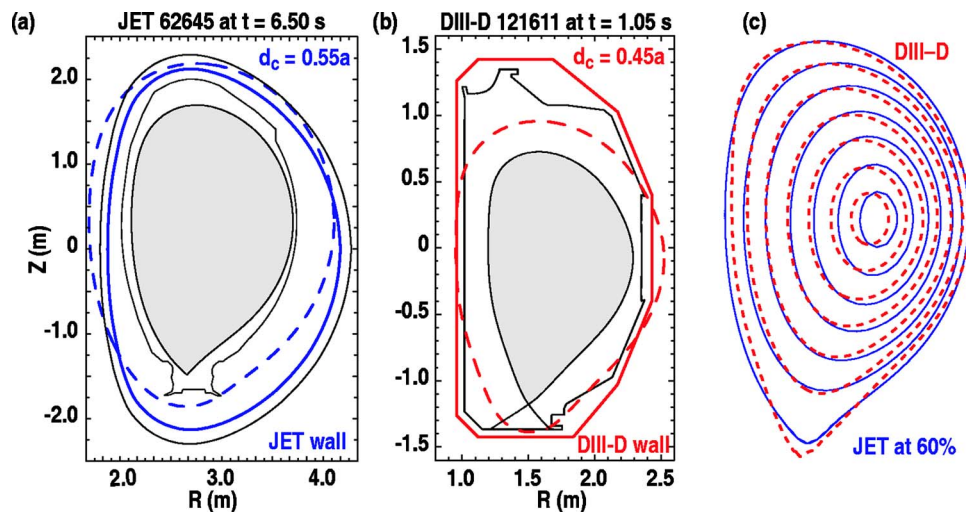 (a) JET 62645 at t = 6.50 s
d_c = 0.55a
2.0
1.0
0
-1.0
-2.0
Z (m)
JET wall
2.0 3.0 4.0
R (m)
(b) DIII-D 121611 at t = 1.05 s
d_c = 0.45a
1.5
1.0
0.5
0
-0.5
-1.0
-1.5
DIII-D wall
1.0 1.5 2.0 2.5
R (m)
(c)
DIII–D
JET at 60%